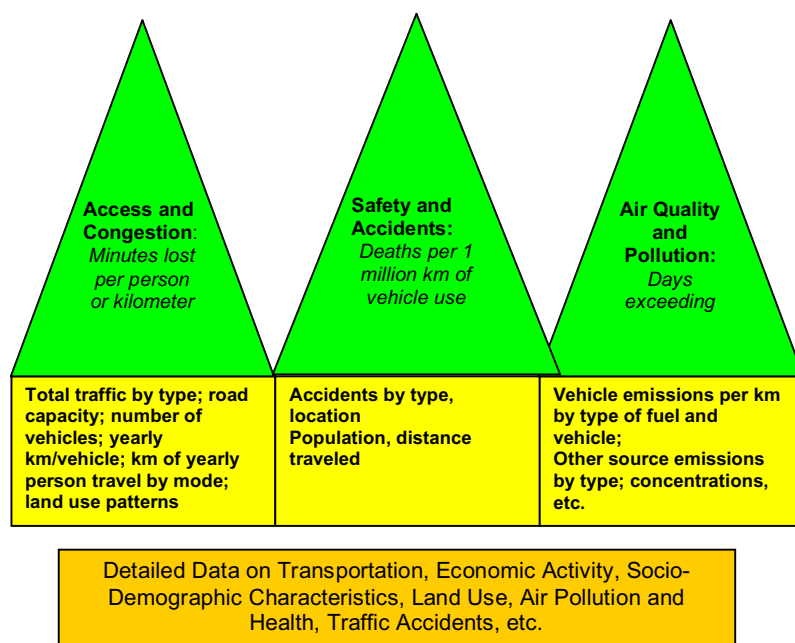 Access and
Congestion:
Minutes lost
per person
or kilometer
Safety and
Accidents:
Deaths per 1
million km of
vehicle use
Air Quality
and
Pollution:
Days
exceeding
Total traffic by type; road
capacity; number of
vehicles; yearly
km/vehicle; km of yearly
person travel by mode;
land use patterns
Accidents by type,
location
Population, distance
traveled
Vehicle emissions per km
by type of fuel and
vehicle;
Other source emissions
by type; concentrations,
etc.
Detailed Data on Transportation, Economic Activity, Socio-
Demographic Characteristics, Land Use, Air Pollution and
Health, Traffic Accidents, etc.